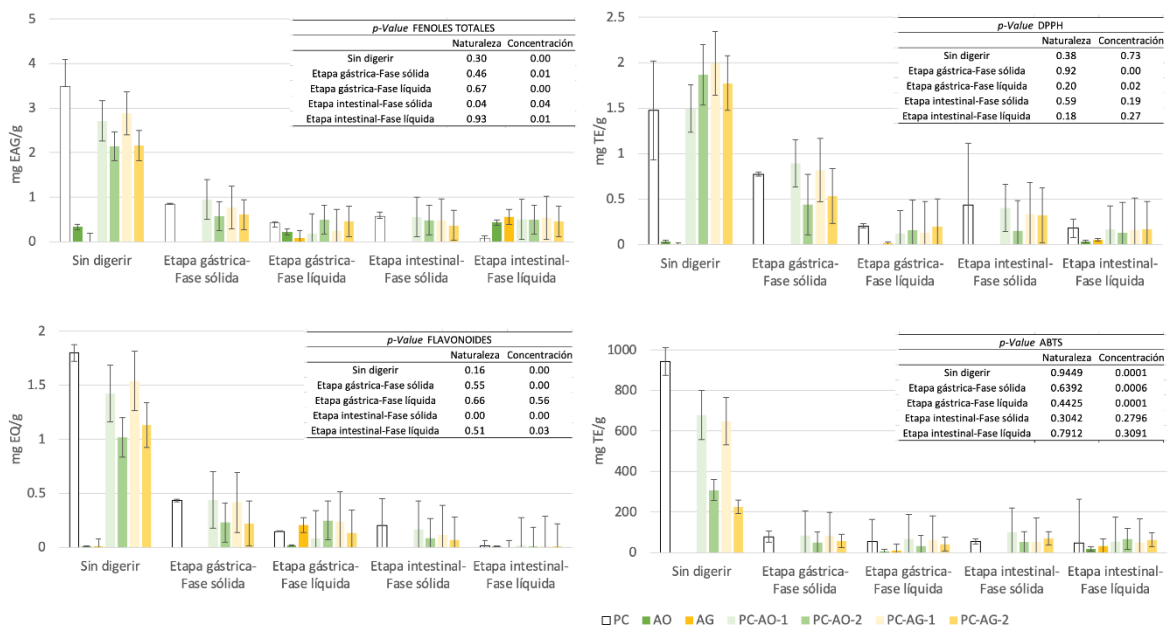 5
4
3
2
1
0
mg EAG/g
p-Value FENOLES TOTALES
Naturaleza Concentración
Sin digerir 0.30 0.00
Etapa gástrica-Fase sólida 0.46 0.01
Etapa gástrica-Fase líquida 0.67 0.00
Etapa intestinal-Fase sólida 0.04 0.04
Etapa intestinal-Fase líquida 0.93 0.01
Sin digerir Etapa gástrica- Etapa gástrica- Etapa intestinal- Etapa intestinal-
Fase sólida Fase líquida Fase sólida Fase líquida
2.5
2
1.5
1
0.5
0
mg TE/g
p-Value DPPH
Naturaleza Concentración
Sin digerir 0.38 0.73
Etapa gástrica-Fase sólida 0.92 0.00
Etapa gástrica-Fase líquida 0.20 0.02
Etapa intestinal-Fase sólida 0.59 0.19
Etapa intestinal-Fase líquida 0.18 0.27
Sin digerir Etapa gástrica- Etapa gástrica- Etapa intestinal- Etapa intestinal-
Fase sólida Fase líquida Fase sólida Fase líquida
2
1.5
1
0.5
0
mg EQ/g
p-Value FLAVONOIDES
Naturaleza Concentración
Sin digerir 0.16 0.00
Etapa gástrica-Fase sólida 0.55 0.00
Etapa gástrica-Fase líquida 0.66 0.56
Etapa intestinal-Fase sólida 0.00 0.00
Etapa intestinal-Fase líquida 0.51 0.03
Sin digerir Etapa gástrica- Etapa gástrica- Etapa intestinal- Etapa intestinal-
Fase sólida Fase líquida Fase sólida Fase líquida
1000
800
600
400
200
0
mg TE/g
p-Value ABTS
Naturaleza Concentración
Sin digerir 0.9449 0.0001
Etapa gástrica-Fase sólida 0.6392 0.0006
Etapa gástrica-Fase líquida 0.4425 0.0001
Etapa intestinal-Fase sólida 0.3042 0.2796
Etapa intestinal-Fase líquida 0.7912 0.3091
Sin digerir Etapa gástrica- Etapa gástrica- Etapa intestinal- Etapa intestinal-
Fase sólida Fase líquida Fase sólida Fase líquida
PC AO AG PC-AO-1 PC-AO-2 PC-AG-1 PC-AG-2